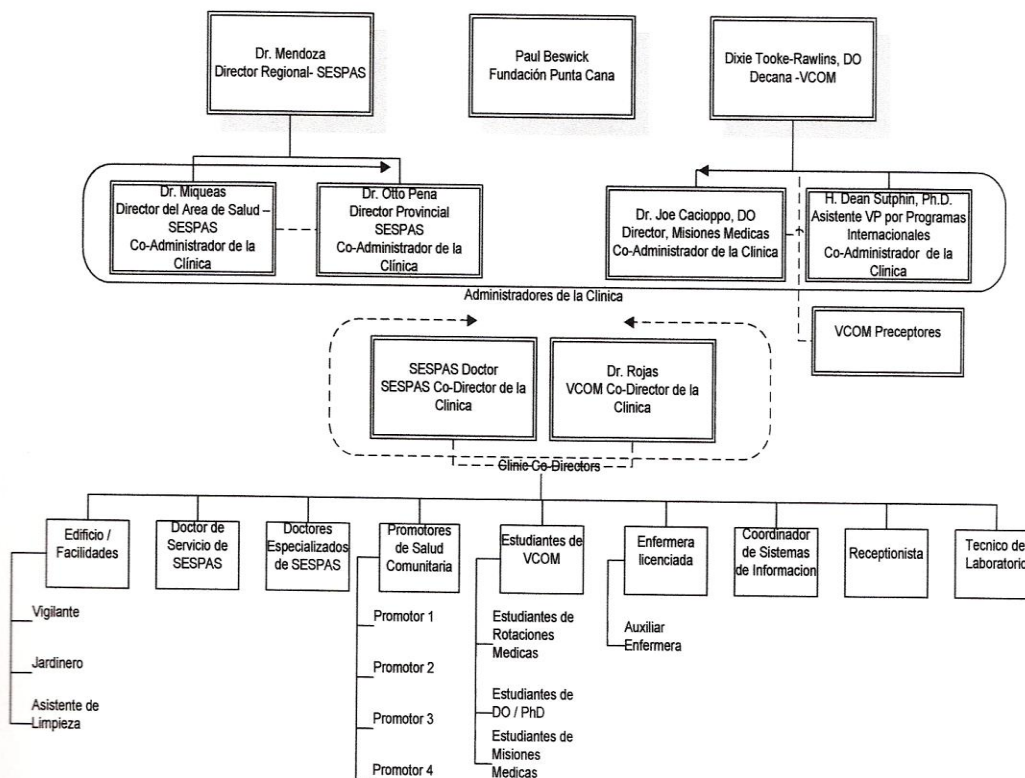 Dr. Mendoza
Director Regional- SESPAS
Paul Beswick
Fundación Punta Cana
Dixie Tooke-Rawlins, DO
Decana -VCOM
Dr. Miqueas
Director del Area de Salud –
SESPAS
Co-Administrador de la
Clínica
Dr. Otto Pena
Director Provincial
SESPAS
Co-Administrador de la
Clínica
Dr. Joe Cacioppo, DO
Director, Misiones Medicas
Co-Administrador de la Clinica
H. Dean Sutphin, Ph.D.
Asistente VP por Programas
Internacionales
Co-Administrador de la
Clinica
Administradores de la Clinica
VCOM Preceptores
SESPAS Doctor
SESPAS Co-Director de la
Clinica
Dr. Rojas
VCOM Co-Director de la
Clinica
Clinic Co-Directors
Edificio /
Facilidades
Doctor de
Servicio de
SESPAS
Doctores
Especializados
de SESPAS
Promotores
de Salud
Comunitaria
Estudiantes de
VCOM
Enfermera
licenciada
Coordinador
de Sistemas
de Informacion
Receptionista
Tecnico de
Laboratorio
Vigilante
Jardinero
Asistente de
Limpieza
Promotor 1
Promotor 2
Promotor 3
Promotor 4
Estudiantes de
Rotaciones
Medicas
Estudiantes de
DO / PhD
Estudiantes de
Misiones
Medicas
Auxiliar
Enfermera